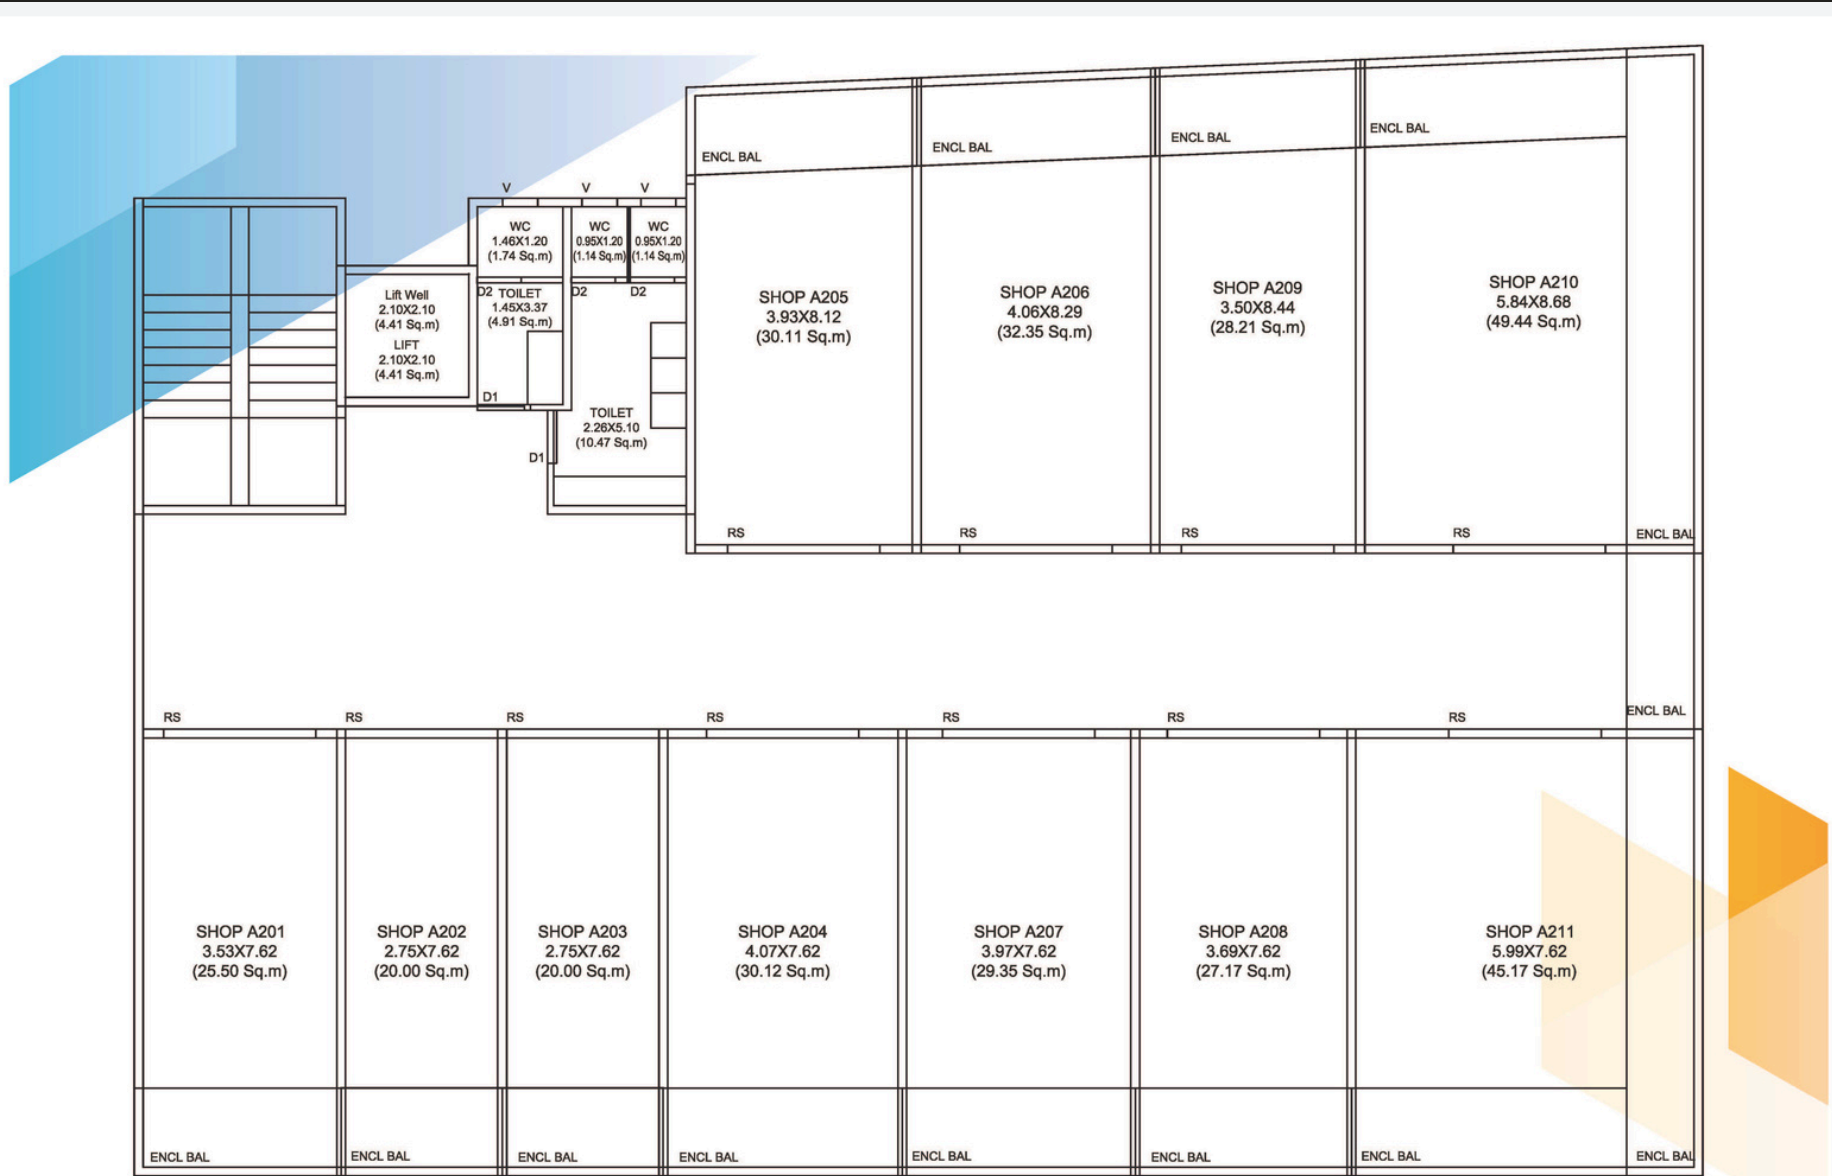 ENCL BAL
ENCL BAL
ENCL BAL
ENCL BAL
V
V
V
WC
1.46X1.20
(1.74 Sq.m)
WC
0.95X1.20
(1.14 Sq.m)
WC
0.95X1.20
(1.14 Sq.m)
Lift Well
2.10X2.10
(4.41 Sq.m)
LIFT
2.10X2.10
(4.41 Sq.m)
D2
TOILET
1.45X3.37
(4.91 Sq.m)
D2
D2
D1
TOILET
2.26X5.10
(10.47 Sq.m)
D1
SHOP A205
3.93X8.12
(30.11 Sq.m)
SHOP A206
4.06X8.29
(32.35 Sq.m)
SHOP A209
3.50X8.44
(28.21 Sq.m)
SHOP A210
5.84X8.68
(49.44 Sq.m)
RS
RS
RS
RS
ENCL BAL
RS
RS
RS
RS
RS
RS
RS
ENCL BAL
SHOP A201
3.53X7.62
(25.50 Sq.m)
SHOP A202
2.75X7.62
(20.00 Sq.m)
SHOP A203
2.75X7.62
(20.00 Sq.m)
SHOP A204
4.07X7.62
(30.12 Sq.m)
SHOP A207
3.97X7.62
(29.35 Sq.m)
SHOP A208
3.69X7.62
(27.17 Sq.m)
SHOP A211
5.99X7.62
(45.17 Sq.m)
ENCL BAL
ENCL BAL
ENCL BAL
ENCL BAL
ENCL BAL
ENCL BAL
ENCL BAL
ENCL BAL